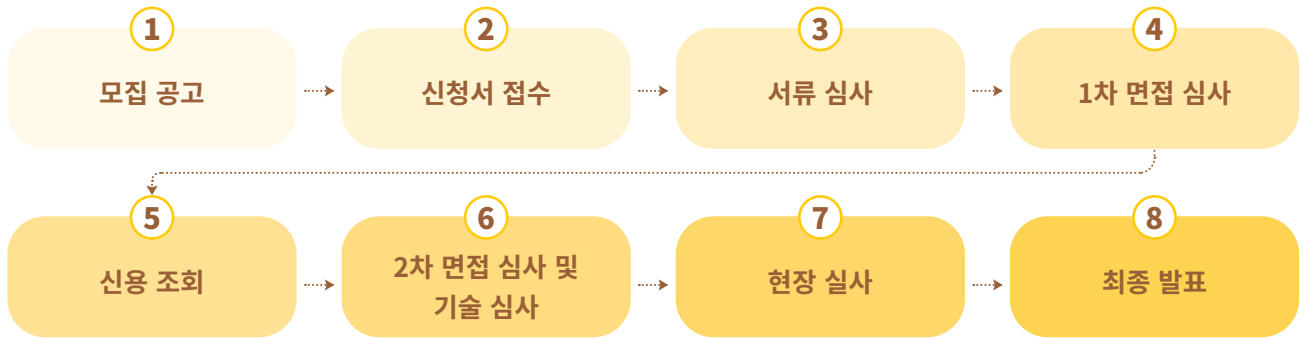 1
모집 공고
2
신청서 접수
3
서류 심사
4
1차 면접 심사
5
신용 조회
6
2차 면접 심사 및
기술 심사
7
현장 실사
8
최종 발표